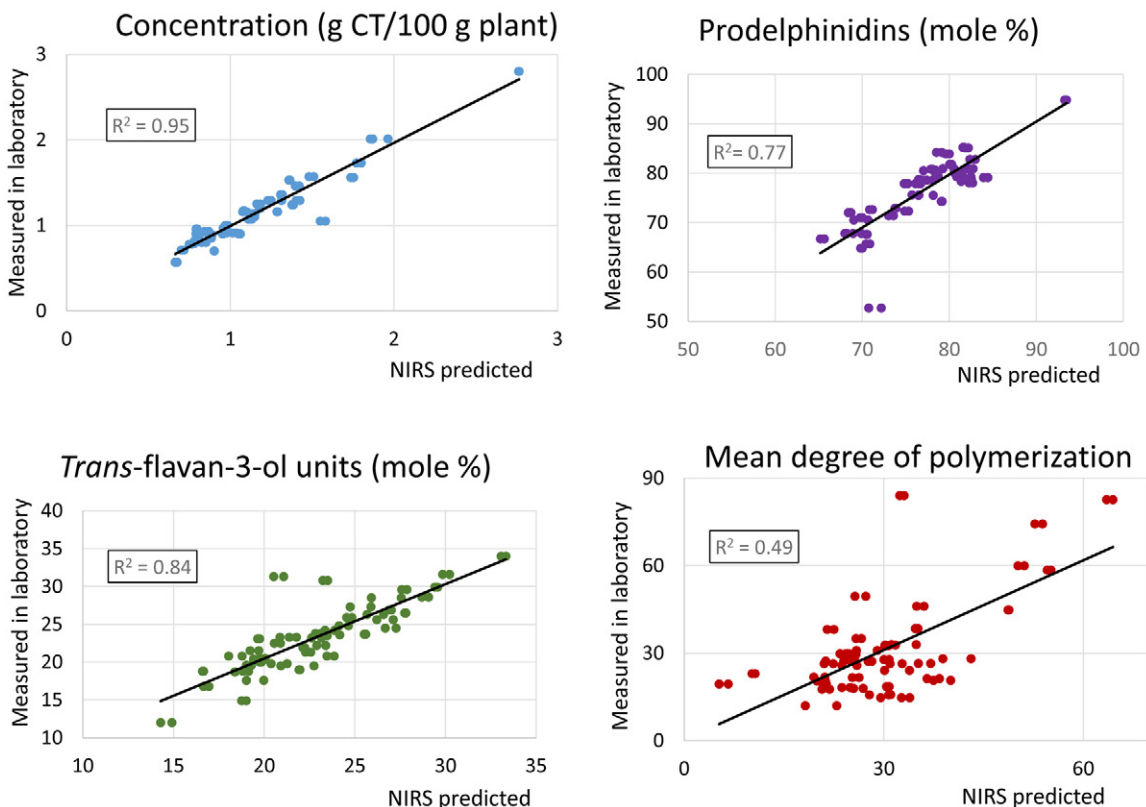 Concentration (g CT/100 g plant)
Measured in laboratory
3
2
1
0
R² = 0.95
0 1 2 3
NIRS predicted
Prodelphinidins (mole %)
Measured in laboratory
100
90
80
70
60
50
R²= 0.77
50 60 70 80 90 100
NIRS predicted
Trans-flavan-3-ol units (mole %)
Measured in laboratory
40
35
30
25
20
15
10
R² = 0.84
10 15 20 25 30 35
NIRS predicted
Mean degree of polymerization
Measured in laboratory
90
60
30
0
R² = 0.49
0 30 60
NIRS predicted